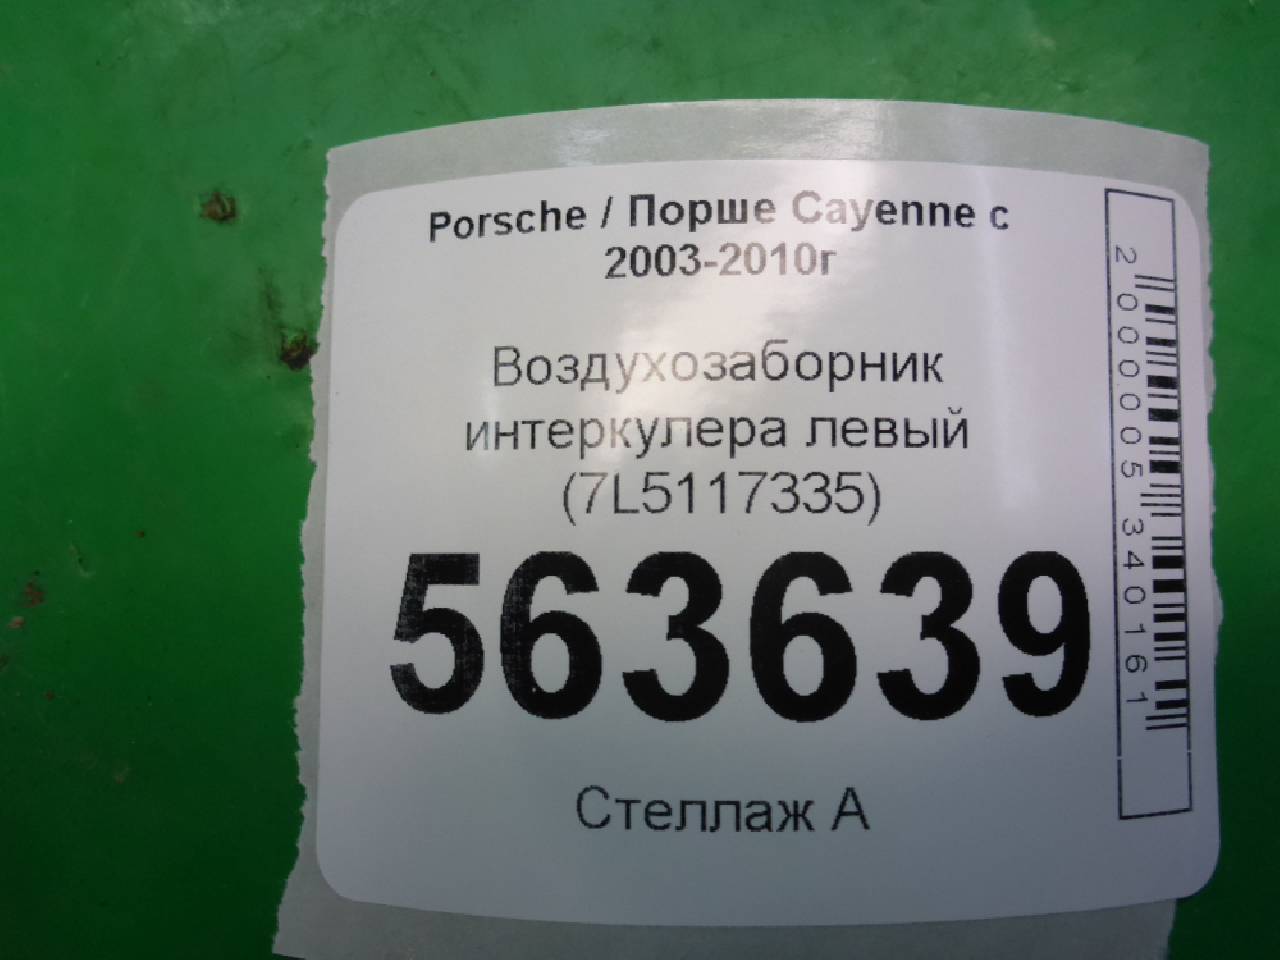 Porsche / Порше Cayenne с
2003-2010г
Воздухозаборник
интеркулера левый
(7L5117335)
563639
Стеллаж А
2000005340161